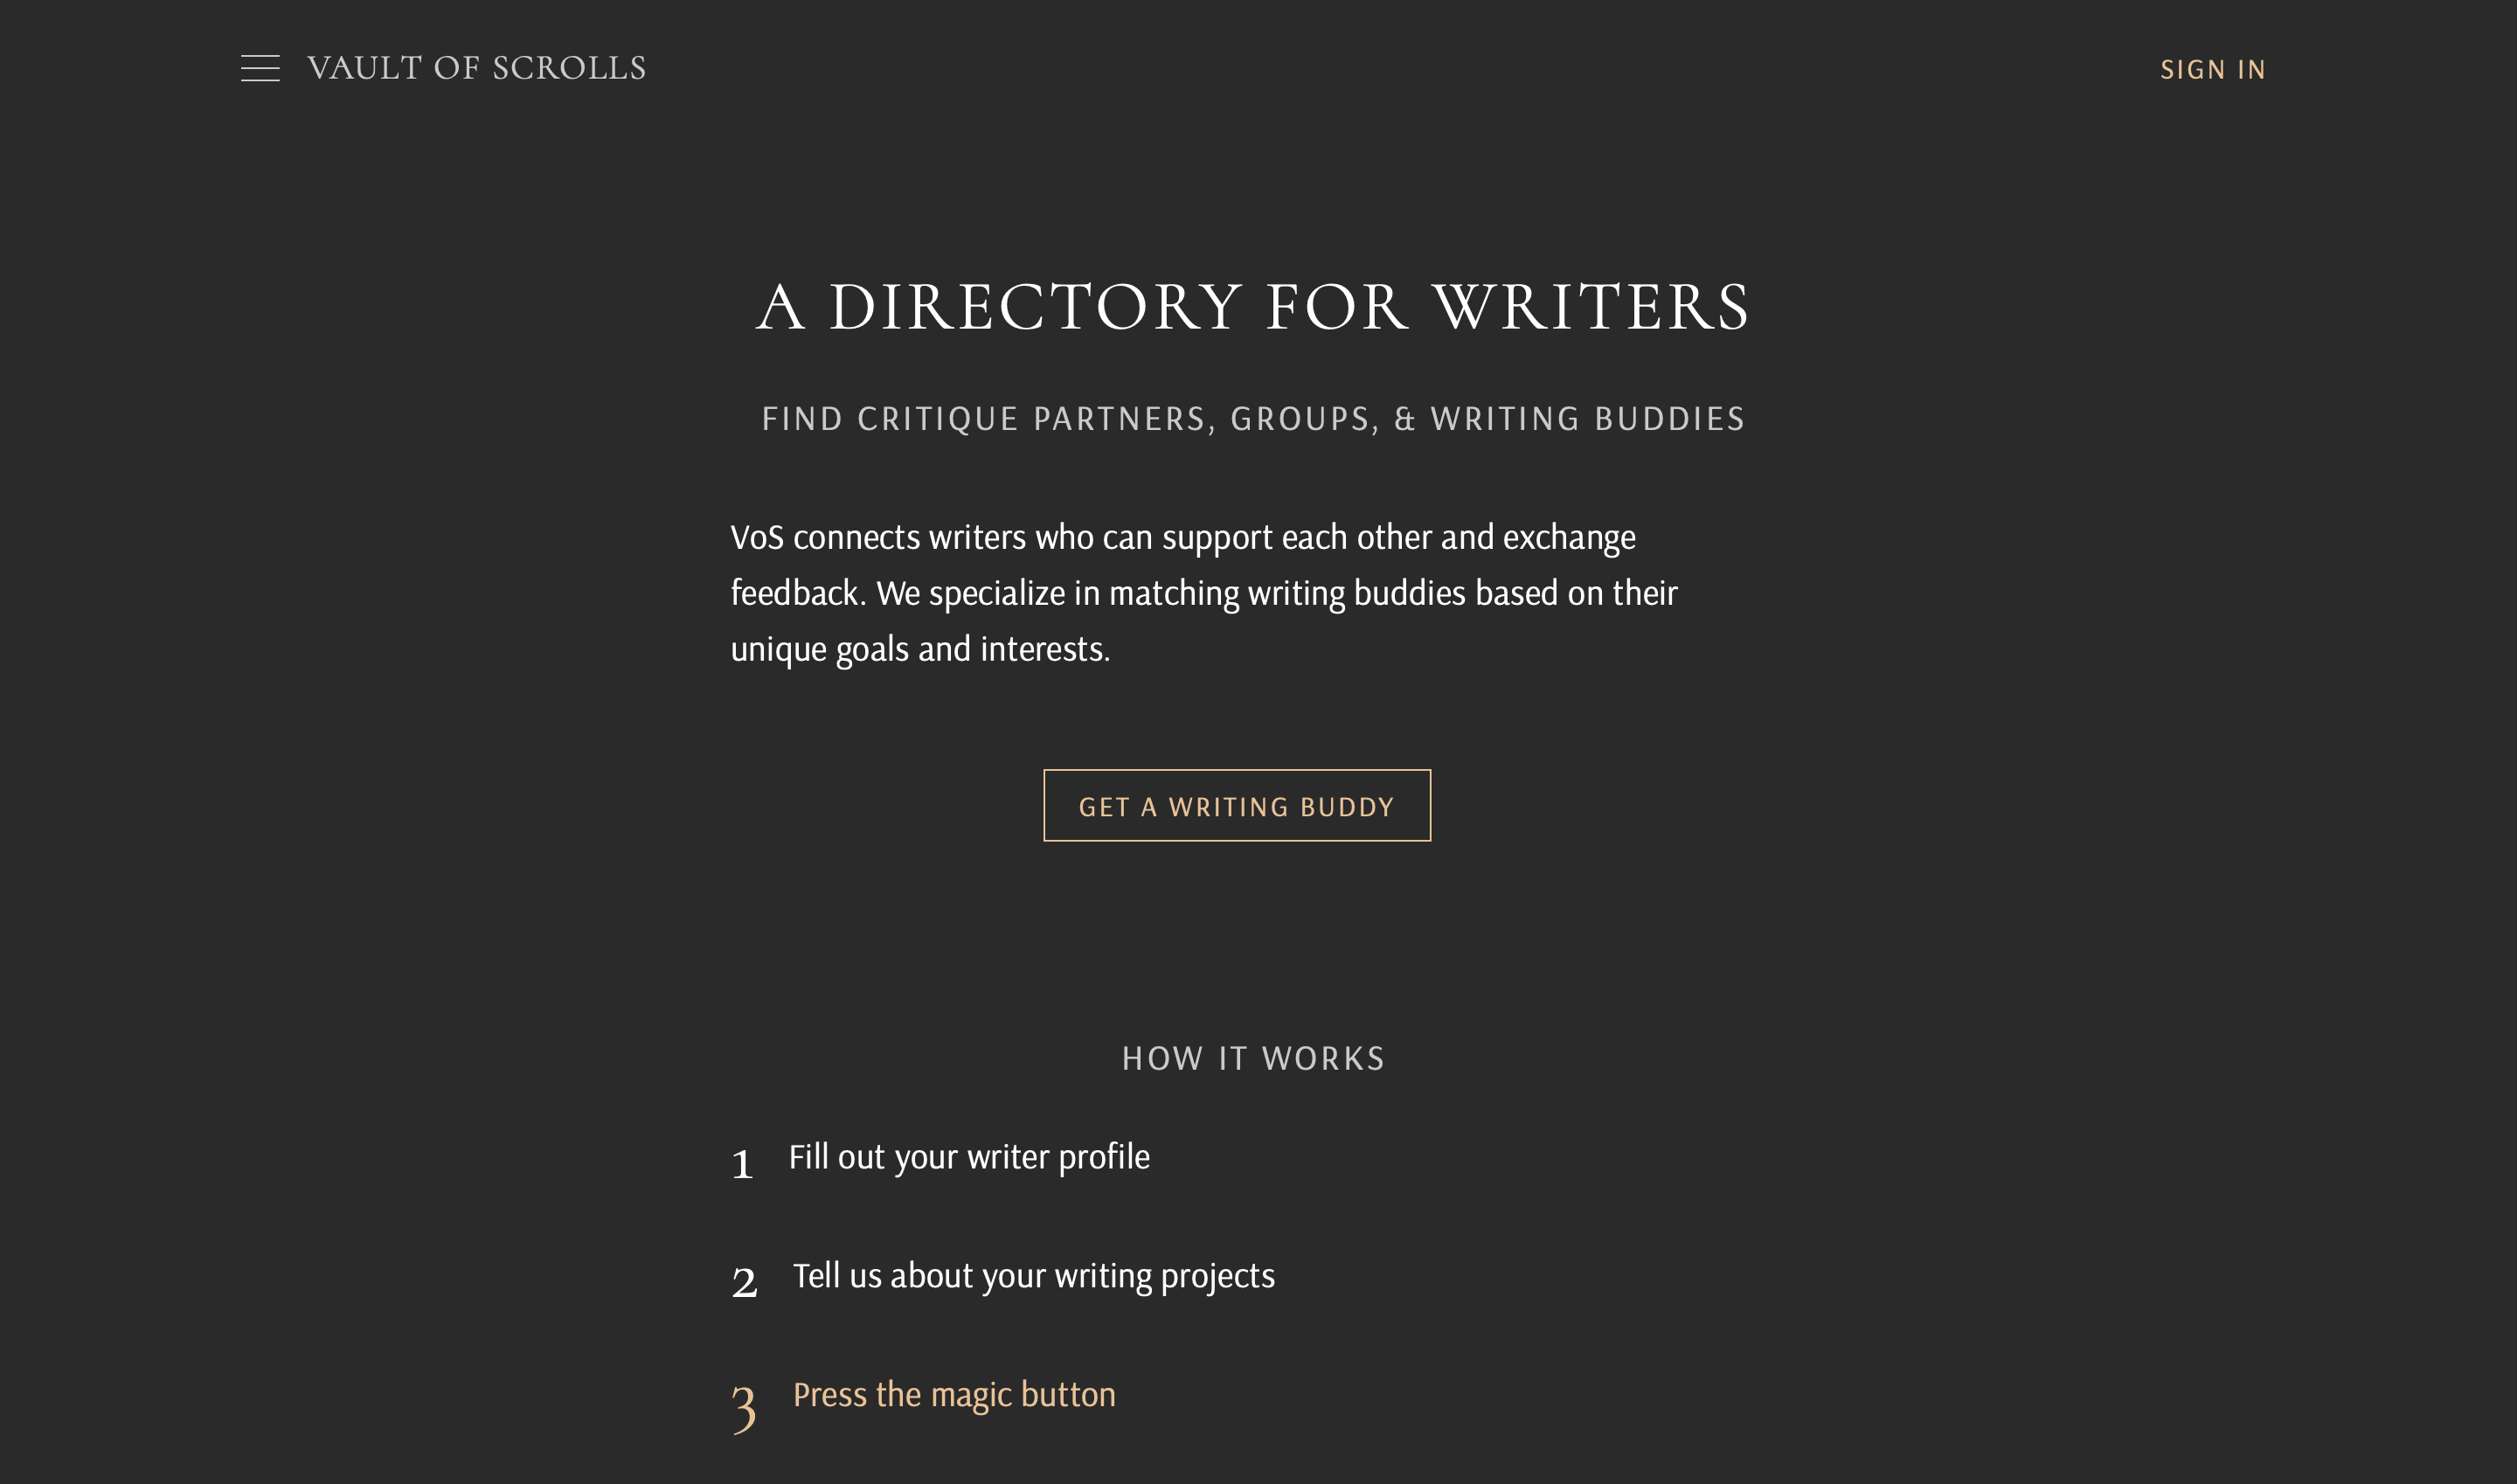 VAULT OF SCROLLS
SIGN IN
A DIRECTORY FOR WRITERS
FIND CRITIQUE PARTNERS, GROUPS, & WRITING BUDDIES
VoS connects writers who can support each other and exchange
feedback. We specialize in matching writing buddies based on their
unique goals and interests.
GET A WRITING BUDDY
HOW IT WORKS
1 Fill out your writer profile
2 Tell us about your writing projects
3 Press the magic button